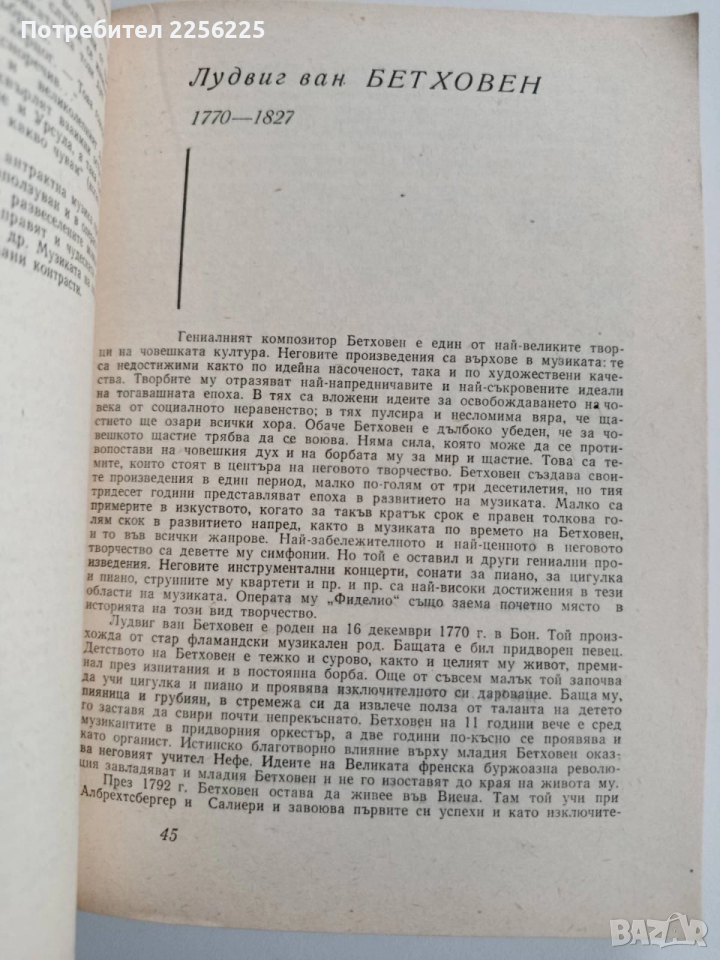 Потребител 2256225
Лудвиг ван БЕТХОВЕН
1770—1827
Гениалният композитор Бетховен е един от най-великите твор-
ци на човешката култура. Неговите произведения са върхове в музиката: те
са недостижими както по идейна насоченост, така и по художествени каче-
ства. Творбите му отразяват най-напредничавите и най-съкровените идеали
на тогавашната епоха. В тях са вложени идеите за освобождаването на чо-
века от социалното неравенство; в тях пулсира и несломима вяра, че ща-
стието ще озари всички хора. Обаче Бетховен е дълбоко убеден, че за чо-
вешкото щастие трябва да се воюва. Няма сила, която може да се проти-
вопостави на човешкия дух и на борбата му за мир и щастие. Това са те-
мите, които стоят в центъра на неговото творчество. Бетховен създава свои-
те произведения в един период, малко по-голям от три десетилетия, но тия
тридесет години представляват епоха в развитието на музиката. Малко са
примерите в изкуството, когато за такъв кратък срок е правен толкова го-
лям скок в развитието напред, както в музиката по времето на Бетховен,
и то във всички жанрове. Най-забележителното и най-ценното в неговото
творчество са деветте му симфонии. Но той е оставил и други гениални про-
изведения. Неговите инструментални концерти, сонати за пиано, за цигулка
и пиано, струнните му квартети и пр. и пр. са най-високи достижения в тези
области на музиката. Операта му „Фиделио“ също заема почетно място в
историята на този вид творчество.
Лудвиг ван Бетховен е роден на 16 декември 1770 г. в Бон. Той произ-
хожда от стар фламандски музикален род. Бащата е бил придворен певец.
Детството на Бетховен е тежко и сурово, както и целият му живот, преми-
нал през изпитания и в постоянна борба. Още от съвсем малък той започва
да учи цигулка и пиано и проявява изключителното си дарование. Баща му,
пияница и грубиян, в стремежа си да извлече полза от таланта на детето
го заставя да свири почти непрекъснато. Бетховен на 11 години вече е сред
музикантите в придворния оркестър, а две години по-късно се проявява и
като органист. Истинско благотворно влияние върху младия Бетховен оказ-
ва неговият учител Нефе. Идеите на Великата френска буржоазна револю-
ция завладяват и младия Бетховен и не го изоставят до края на живота му.
През 1792 г. Бетховен остава да живее във Виена. Там той учи при
Албрехтсбергер и Салиери и завоюва първите си успехи и като изключите-
45
BAZAR